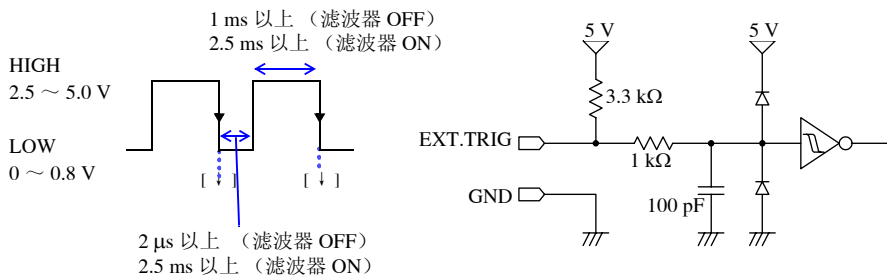 1 ms 以上 （滤波器 OFF）
2.5 ms 以上 （滤波器 ON）
HIGH
2.5 ～ 5.0 V
LOW
0 ～ 0.8 V
[ ↓ ]
[ ↓ ]
2 μs 以上 （滤波器 OFF）
2.5 ms 以上 （滤波器 ON）
5 V
5 V
3.3 kΩ
EXT.TRIG
1 kΩ
GND
100 pF